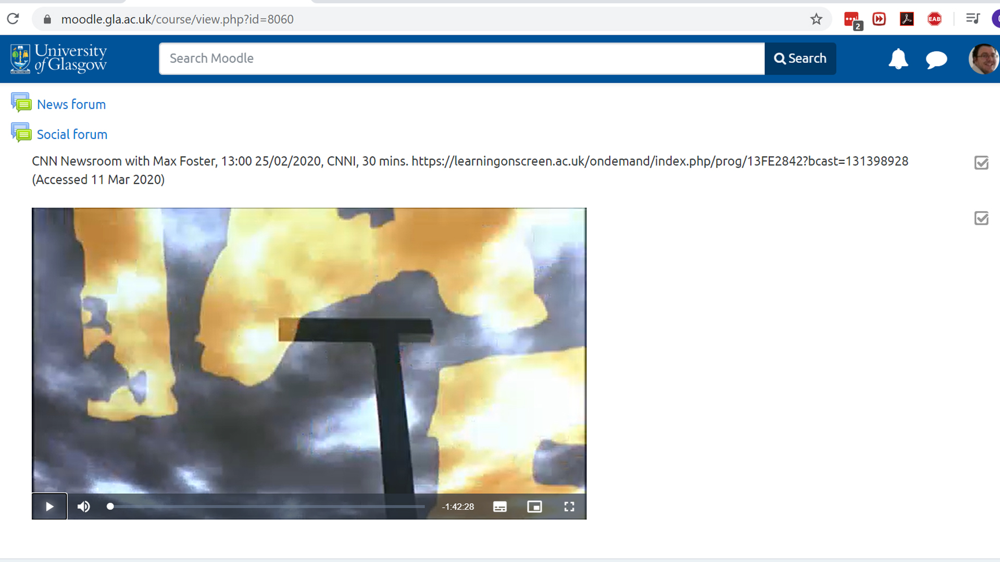 moodle.gla.ac.uk/course/view.php?id=8060
2
EAB
University
of Glasgow
Search Moodle
Search
News forum
Social forum
CNN Newsroom with Max Foster, 13:00 25/02/2020, CNNI, 30 mins. https://learningonscreen.ac.uk/ondemand/index.php/prog/13FE2842?bcast=131398928
(Accessed 11 Mar 2020)
-1:42:28